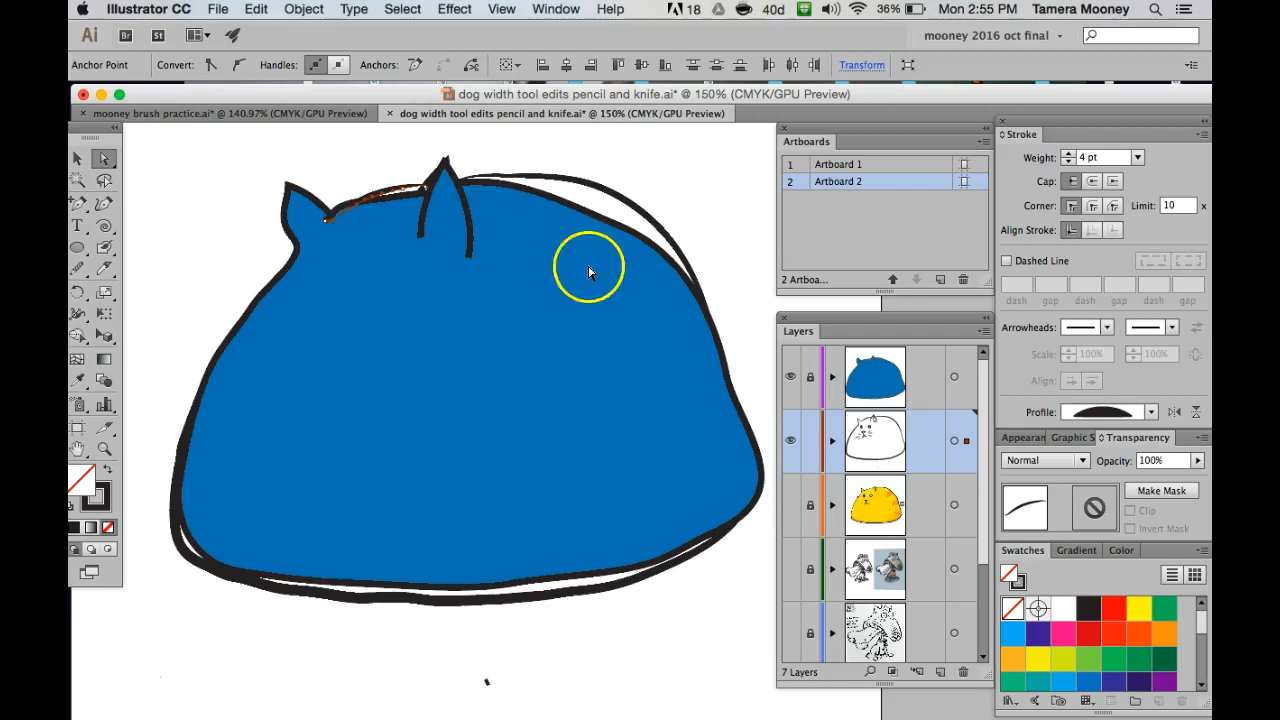 Illustrator CC File Edit Object Type Select Effect View Window Help 18 40d 36% Mon 2:55 PM Tamera Mooney
Ai Br St mooney 2016 oct final
Anchor Point Convert: Handles: Anchors: Transform
dog width tool edits pencil and knife.ai* @ 150% (CMYK/GPU Preview)
× mooney brush practice.ai* @ 140.97% (CMYK/GPU Preview) × dog width tool edits pencil and knife.ai* @ 150% (CMYK/GPU Preview)
Artboards
1 Artboard 1
2 Artboard 2
2 Artboa...
Layers
7 Layers
Stroke
Weight: 4 pt
Cap:
Corner: Limit: 10 x
Align Stroke:
Dashed Line
dash gap dash gap dash gap
Arrowheads:
Scale: 100% 100%
Align:
Profile:
Appearan Graphic S Transparency
Normal Opacity: 100%
Make Mask
Clip
Invert Mask
Swatches Gradient Color